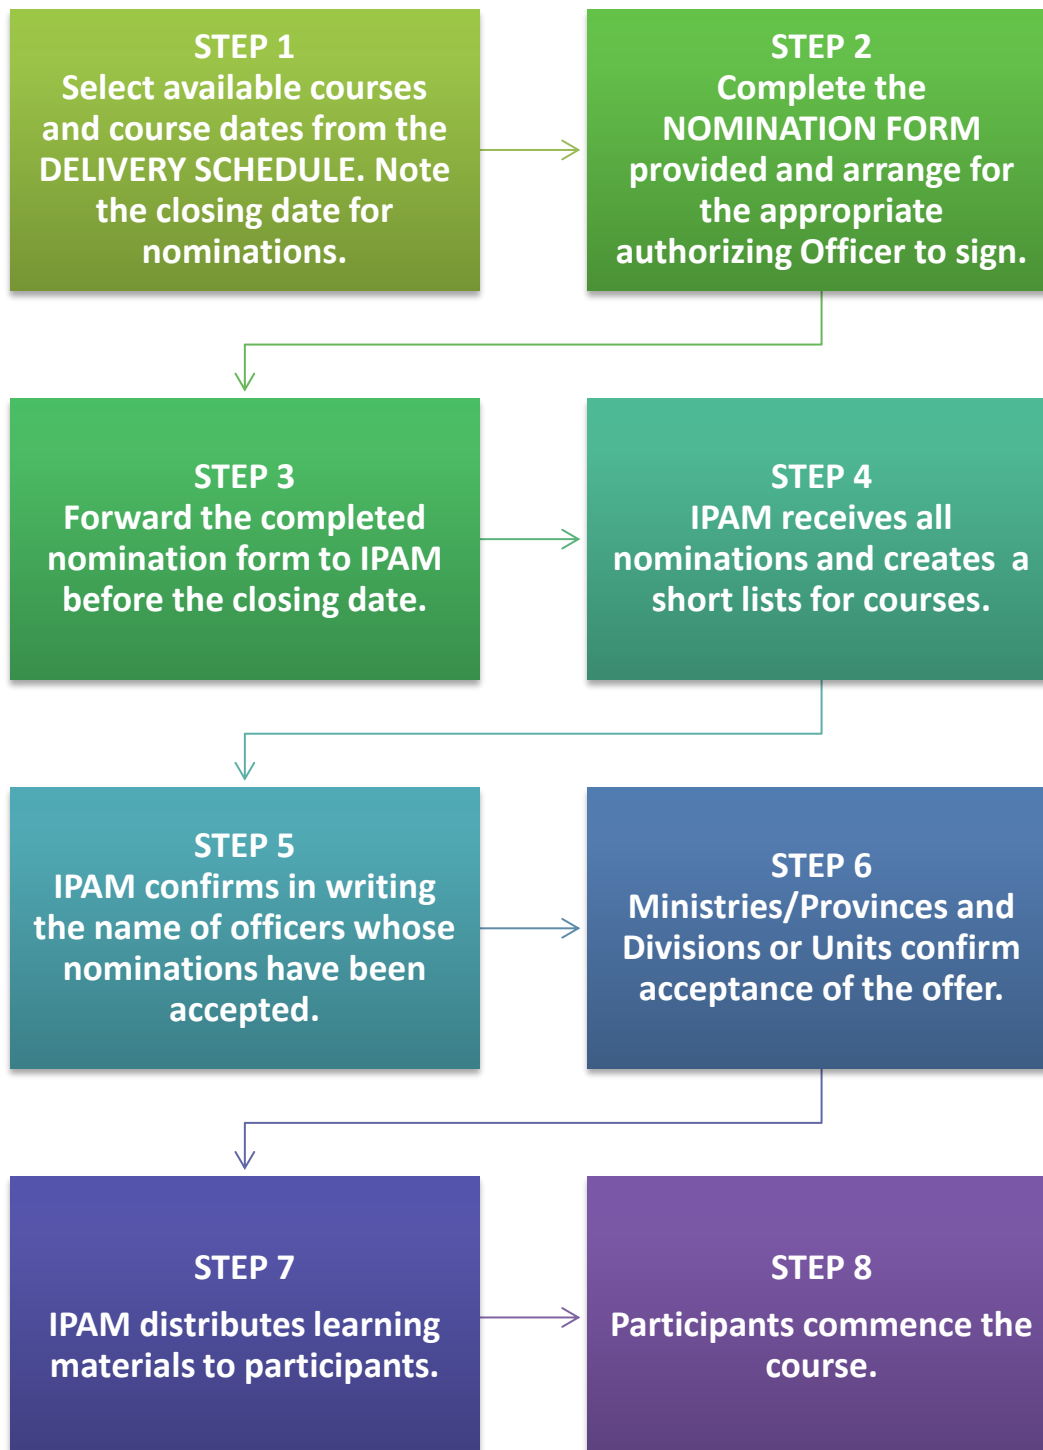 STEP 1
Select available courses
and course dates from the
DELIVERY SCHEDULE. Note
the closing date for
nominations.
STEP 2
Complete the
NOMINATION FORM
provided and arrange for
the appropriate
authorizing Officer to sign.
STEP 3
Forward the completed
nomination form to IPAM
before the closing date.
STEP 4
IPAM receives all
nominations and creates  a
short lists for courses.
STEP 5
IPAM confirms in writing
the name of officers whose
nominations have been
accepted.
STEP 6
Ministries/Provinces and
Divisions or Units confirm
acceptance of the offer.
STEP 7
IPAM distributes learning
materials to participants.
STEP 8
Participants commence the
course.